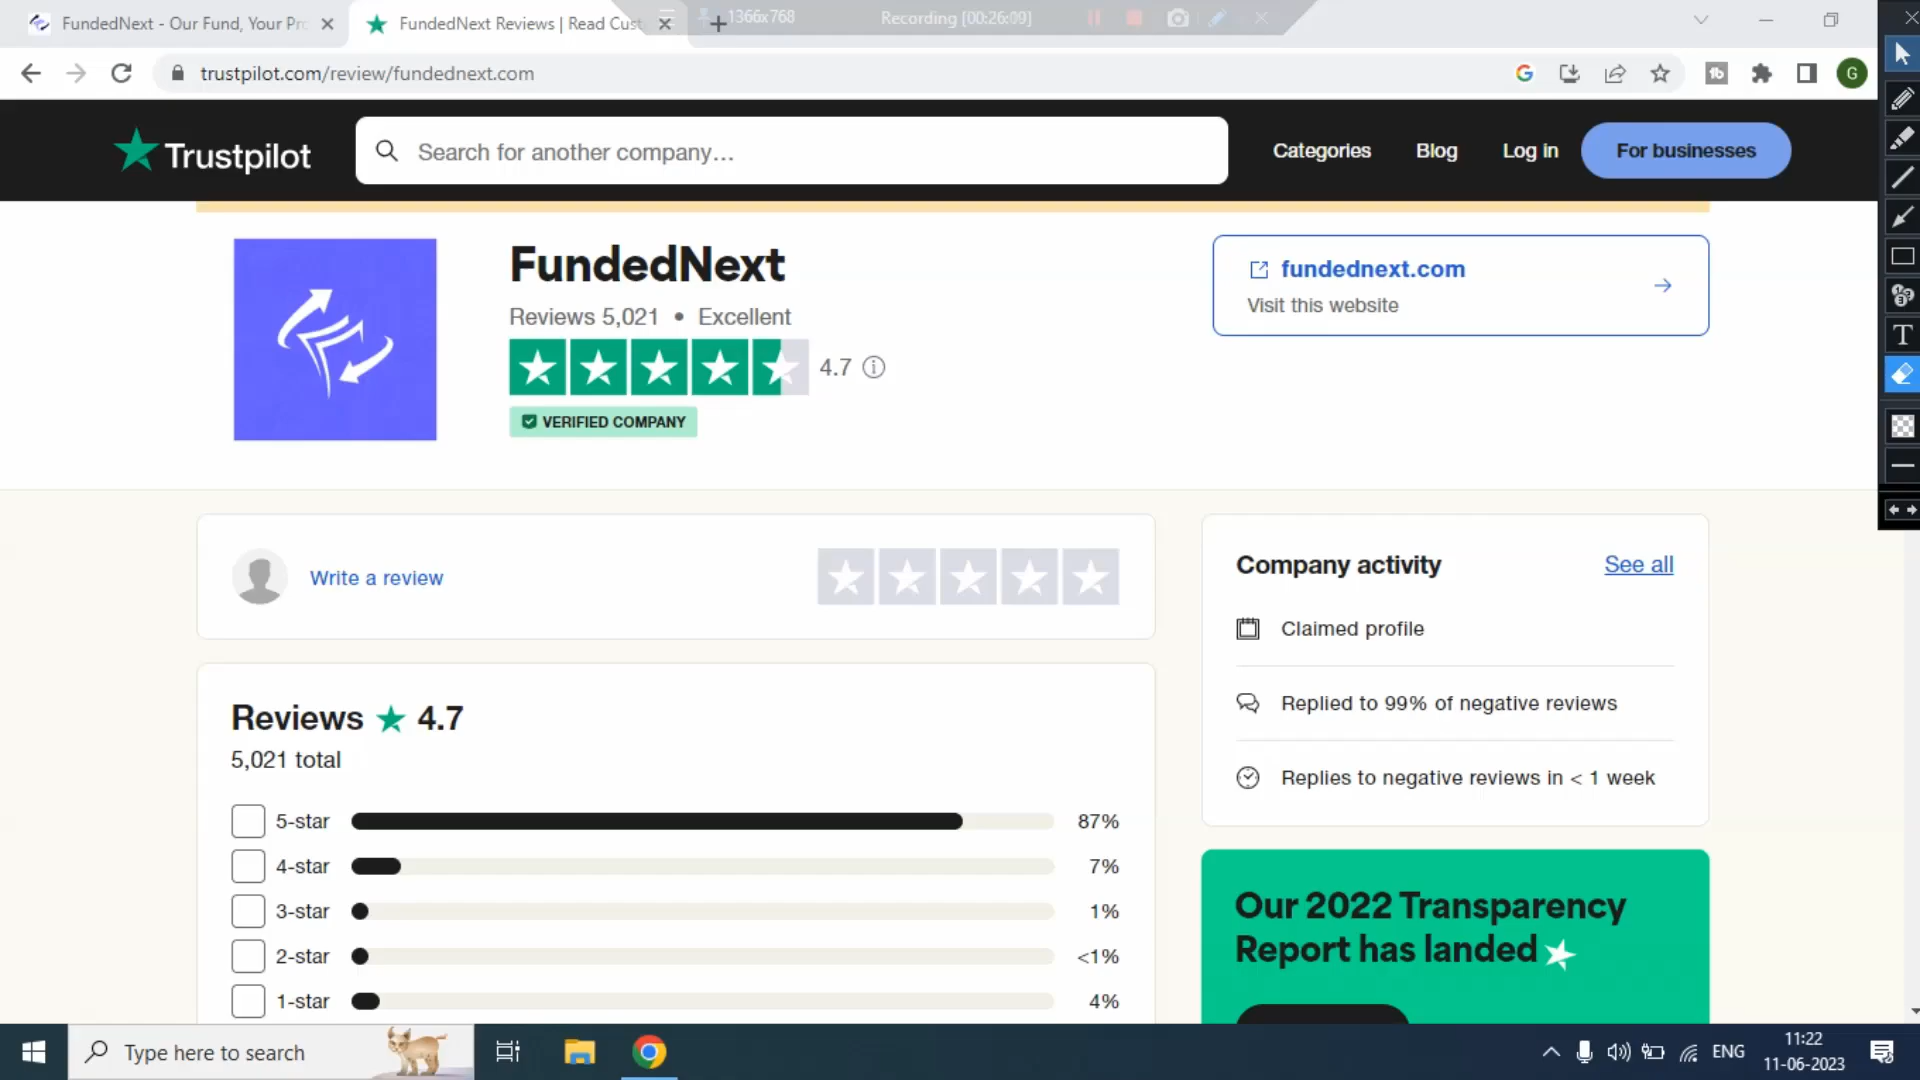 FundedNext - Our Fund, Your Pr
FundedNext Reviews | Read Cust
1366x768
Recording [00:26:09]
trustpilot.com/review/fundednext.com
G
Trustpilot
Search for another company...
Categories
Blog
Log in
For businesses
FundedNext
Reviews 5,021 • Excellent
4.7
VERIFIED COMPANY
fundednext.com
Visit this website
Write a review
Company activity
See all
Claimed profile
Replied to 99% of negative reviews
Replies to negative reviews in < 1 week
Reviews 4.7
5,021 total
5-star 87%
4-star 7%
3-star 1%
2-star <1%
1-star 4%
Our 2022 Transparency
Report has landed
Type here to search
ENG
11:22
11-06-2023